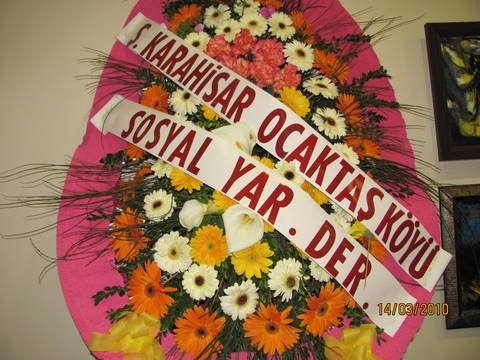 Ş. KARAHİSAR OCAKTAŞ KÖYÜ
SOSYAL YAR. DER.
14/03/2010